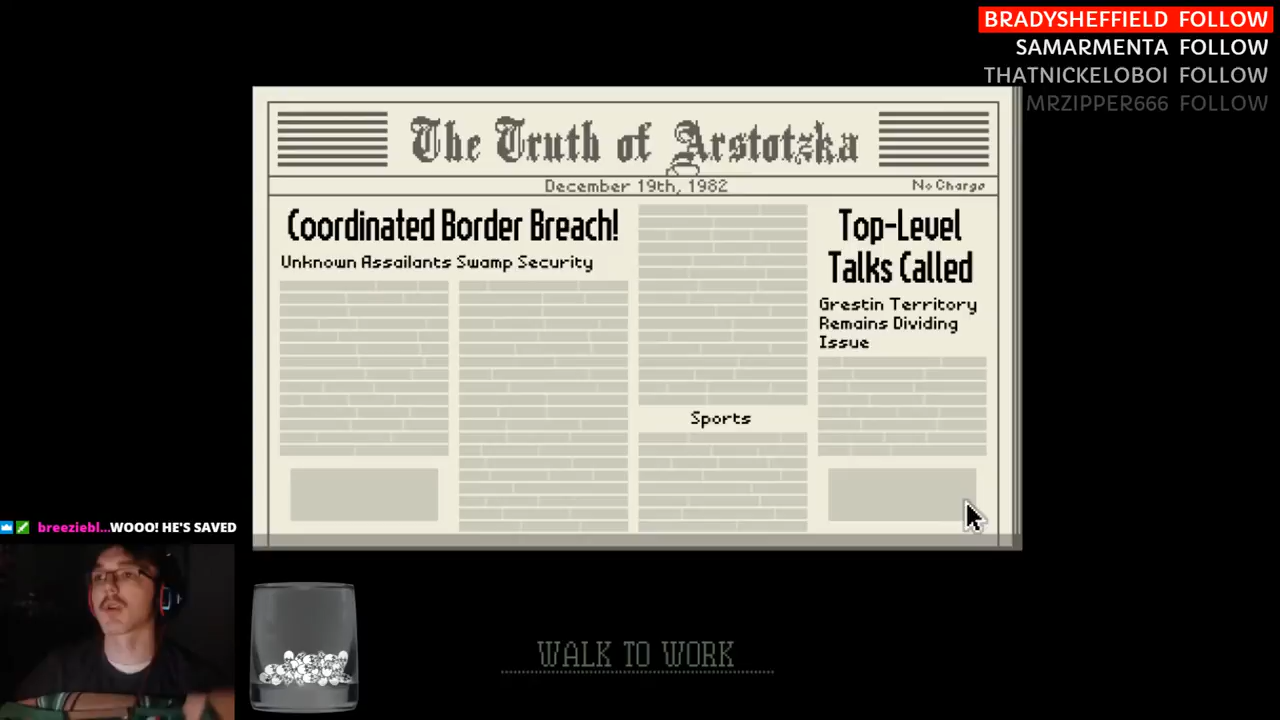 BRADYSHEFFIELD FOLLOW
SAMARMENTA FOLLOW
THATNICKELOBOI FOLLOW
MRZIPPER666 FOLLOW
The Truth of Arstotzka
December 19th, 1982
No Charge
Coordinated Border Breach!
Unknown Assailants Swamp Security
Sports
Top-Level
Talks Called
Grestin Territory
Remains Dividing
Issue
breeziebl...WOOO! HE'S SAVED
WALK TO WORK